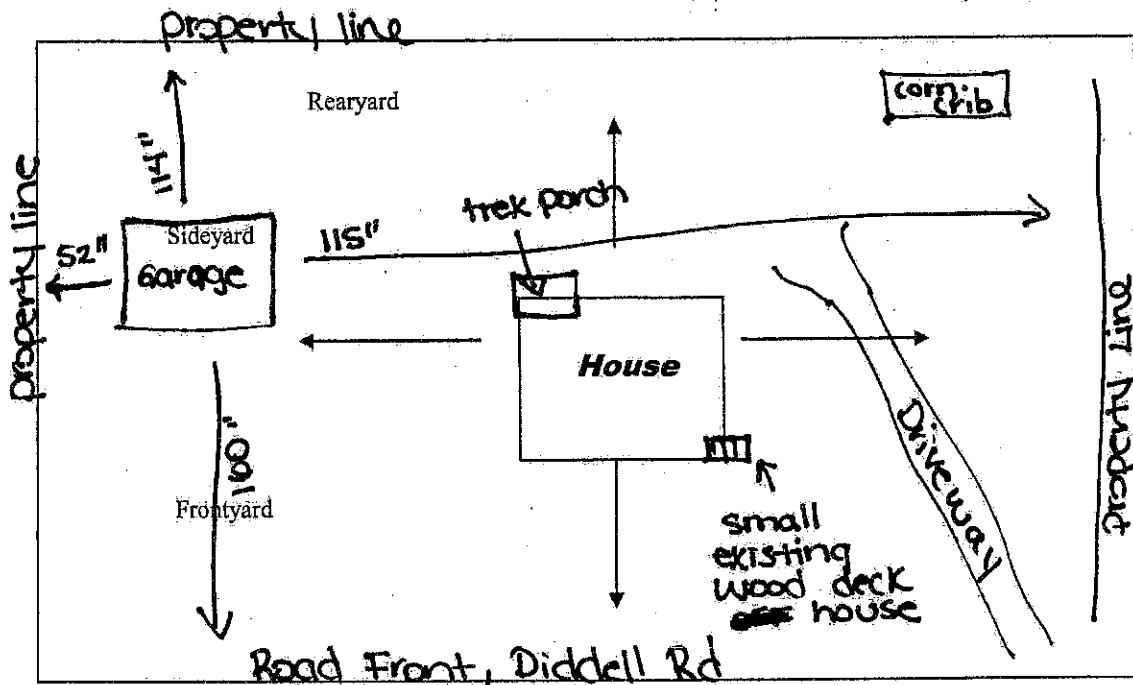 property line
Rearyard
corn.
crib
114"
property line
trek porch
Sideyard
52"
Garage
115"
House
property line
Driveway
160"
Frontyard
small
existing
wood deck
house
Road Front, Diddell Rd